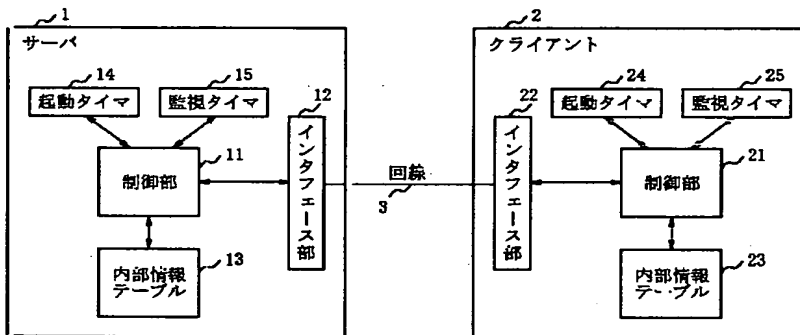 1
サーバ
14
起動タイマ
15
監視タイマ
12
インタフェース部
11
制御部
13
内部情報
テーブル
回線
3
2
クライアント
24
起動タイマ
25
監視タイマ
22
インタフェース部
21
制御部
23
内部情報
テーブル